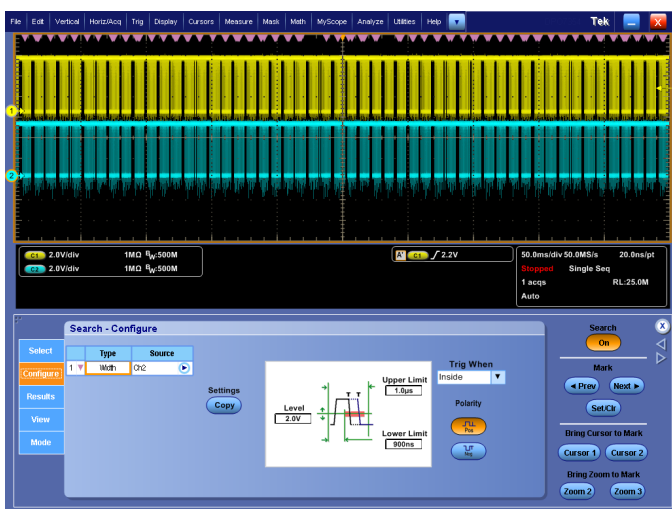 File Edit Vertical Horiz/Acq Trig Display Cursors Measure Mask Math MyScope Analyze Utilities Help Tek X
1
2
C1 2.0V/div 1MΩ BW:500M
C2 2.0V/div 1MΩ BW:500M
A' C1 2.2V
50.0ms/div 50.0MS/s 20.0ns/pt
Stopped Single Seq
1 acqs RL:25.0M
Auto
Search - Configure
Select
Configure
Results
View
Mode
Type Source
1 Width Ch2
Settings
Copy
Level
2.0V
T T
Upper Limit
1.0µs
Lower Limit
900ns
Trig When
Inside
Polarity
Pos
Neg
Search
X
On
Mark
Prev Next
Set/Clr
Bring Cursor to Mark
Cursor 1 Cursor 2
Bring Zoom to Mark
Zoom 2 Zoom 3